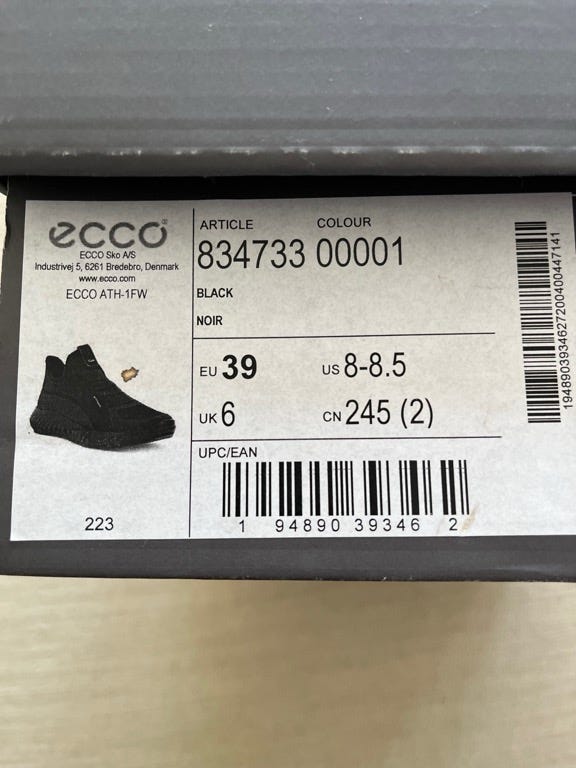 ecco®
ECCO Sko A/S
Industrivej 5, 6261 Bredebro, Denmark
www.ecco.com
ECCO ATH-1FW
223
ARTICLE COLOUR
834733 00001
BLACK
NOIR
EU 39 US 8-8.5
UK 6 CN 245 (2)
UPC/EAN
1 94890 39346 2
19489039346272004004447141